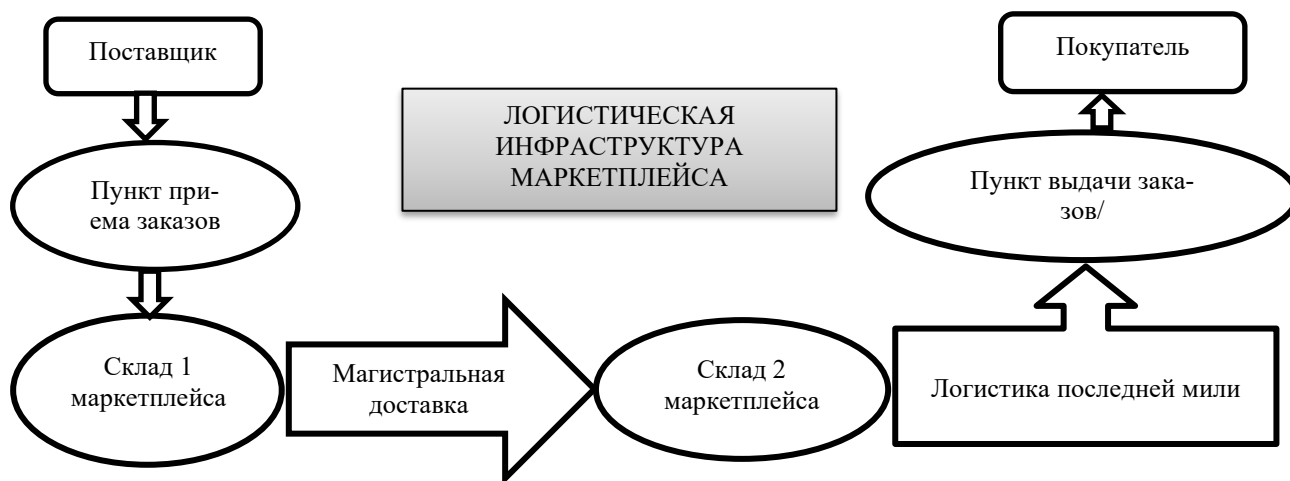 Поставщик
Покупатель
ЛОГИСТИЧЕСКАЯ
ИНФРАСТРУКТУРА
МАРКЕТПЛЕЙСА
Пункт при-
ема заказов
Пункт выдачи зака-
зов/
Склад 1
маркетплейса
Магистральная
доставка
Склад 2
маркетплейса
Логистика последней мили